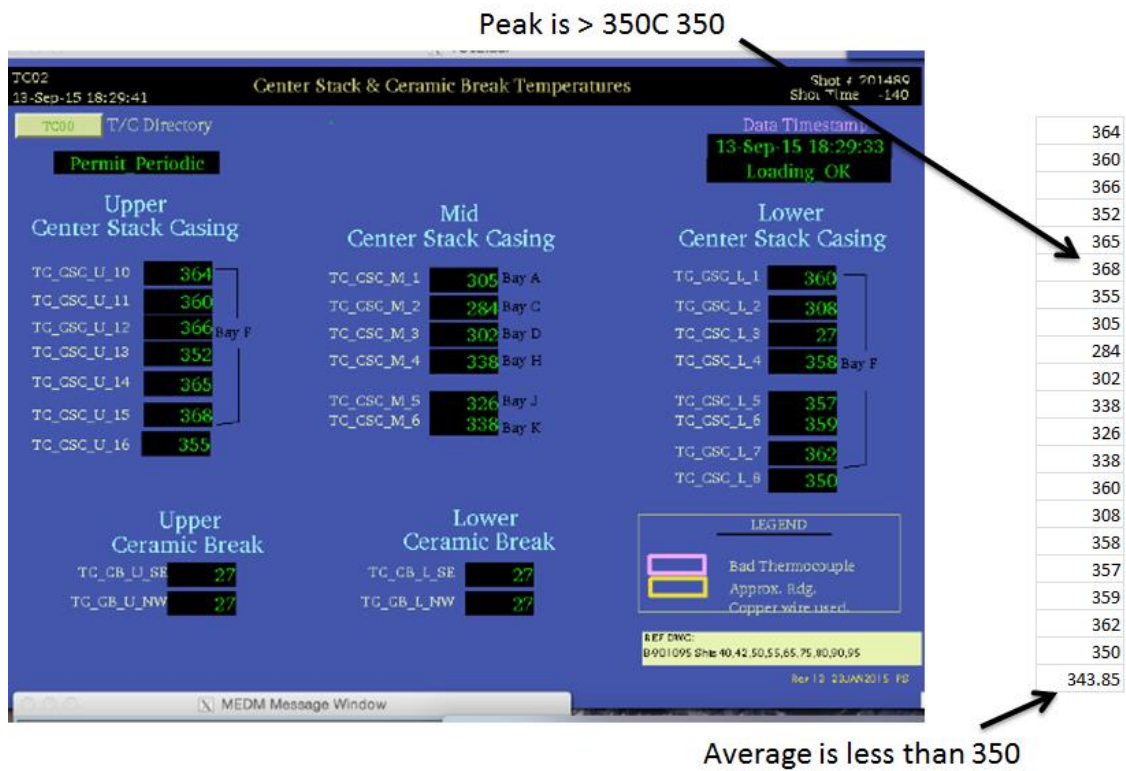 Peak is > 350C 350
TC02
13-Sep-15 18:29:41
Center Stack & Ceramic Break Temperatures
Shot # 201489
Shot Time -140
TC00 T/C Directory
Data Timestamp
13-Sep-15 18:29:33
Loading_OK
Permit_Periodic
Upper
Center Stack Casing
TC_CSC_U_10 364
TC_CSC_U_11 360
TC_CSC_U_12 366 Bay F
TC_CSC_U_13 352
TC_CSC_U_14 365
TC_CSC_U_15 368
TC_CSC_U_16 355
Mid
Center Stack Casing
TC_CSC_M_1 305 Bay A
TC_CSC_M_2 284 Bay C
TC_CSC_M_3 302 Bay D
TC_CSC_M_4 338 Bay H
TC_CSC_M_5 326 Bay J
TC_CSC_M_6 338 Bay K
Lower
Center Stack Casing
TC_CSC_L_1 360
TC_CSC_L_2 308
TC_CSC_L_3 27
TC_CSC_L_4 358 Bay F
TC_CSC_L_5 357
TC_CSC_L_6 359
TC_CSC_L_7 362
TC_CSC_L_8 350
Upper
Ceramic Break
TC_CB_U_SE 27
TC_CB_U_NW 27
Lower
Ceramic Break
TC_CB_L_SE 27
TC_CB_L_NW 27
LEGEND
Bad Thermocouple
Approx. Rdg.
Copper wire used.
REF DWG:
B-901095 Shts 40,42,50,55,65,75,80,90,95
Rev 13 23JAN2015 PS
MEDM Message Window
364
360
366
352
365
368
355
305
284
302
338
326
338
360
308
358
357
359
362
350
343.85
Average is less than 350